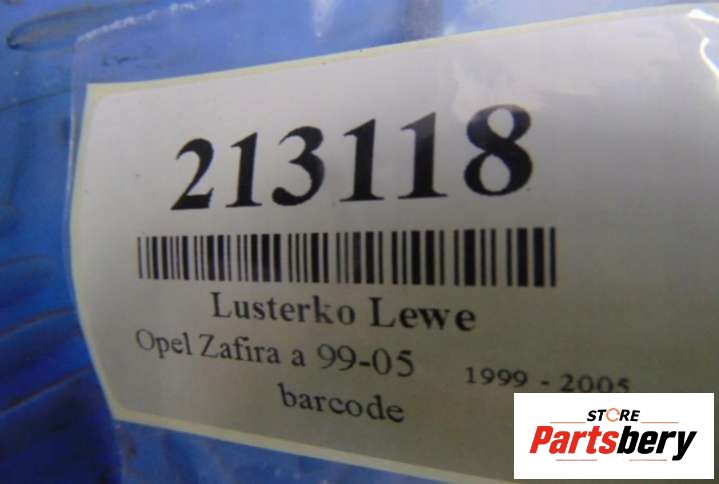 213118
Lusterko Lewe
Opel Zafira a 99-05 1999 - 2005
barcode
STORE
Partsbery